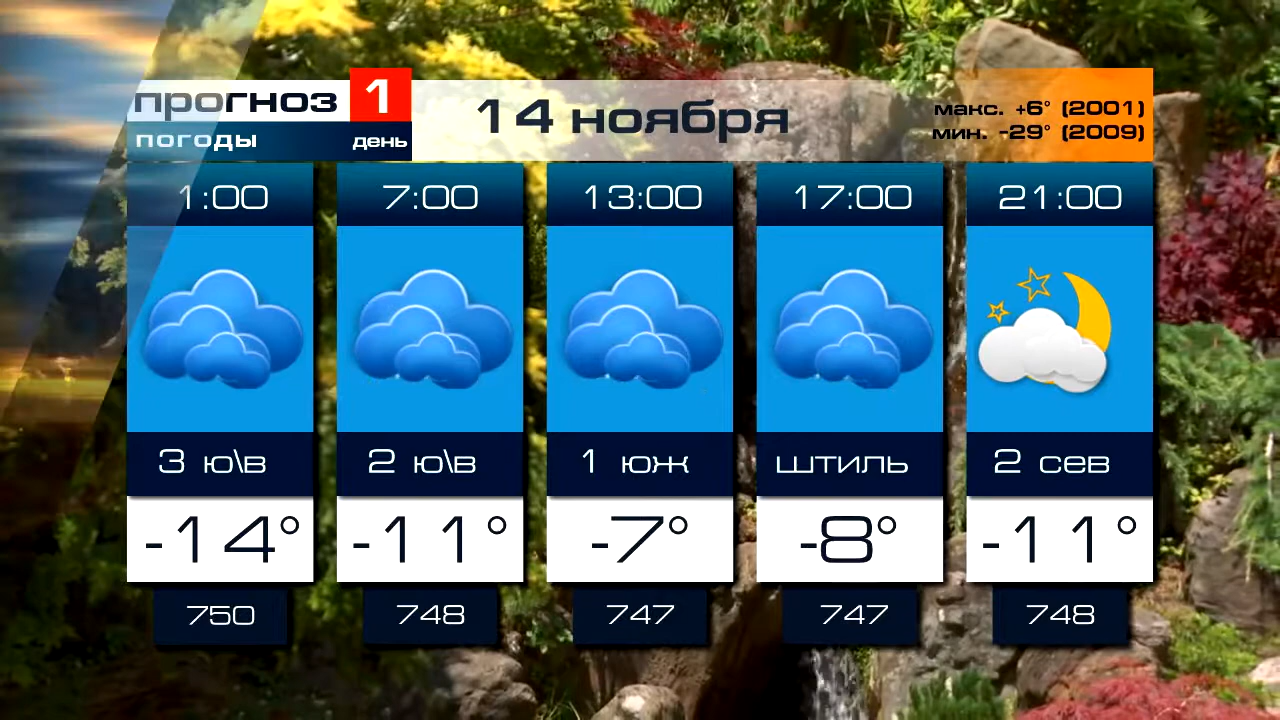 прогноз 1
погоды день
14 ноября
макс. +6° (2001)
мин. -29° (2009)
1:00 7:00 13:00 17:00 21:00
3 ю\в 2 ю\в 1 юж штиль 2 сев
-14° -11° -7° -8° -11°
750 748 747 747 748